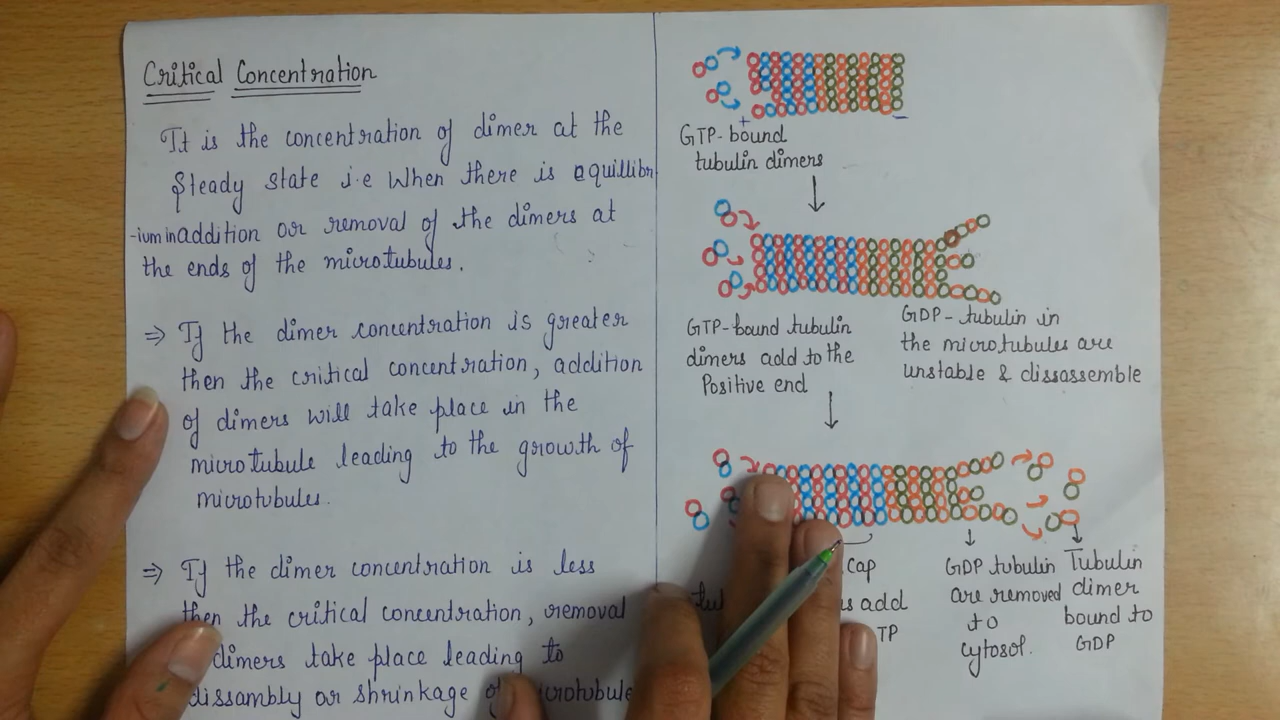 Critical Concentration
It is the concentration of dimer at the
steady state i.e When there is equillibr
-ium in addition or removal of the dimers at
the ends of the microtubules.
⇒ If the dimer concentration is greater
then the critical concentration, addition
of dimers will take place in the
microtubule leading to the growth of
microtubules.
⇒ If the dimer concentration is less
then the critical concentration, removal
dimers take place leading to
dissambly or shrinkage of microtubule
+
−
GTP-bound
tubulin dimers
GTP-bound tubulin
dimers add to the
Positive end
GDP-tubulin in
the microtubules are
unstable & dissassemble
cap
add
TP
GDP tubulin
are removed
to
cytosol.
Tubulin
dimer
bound to
GDP